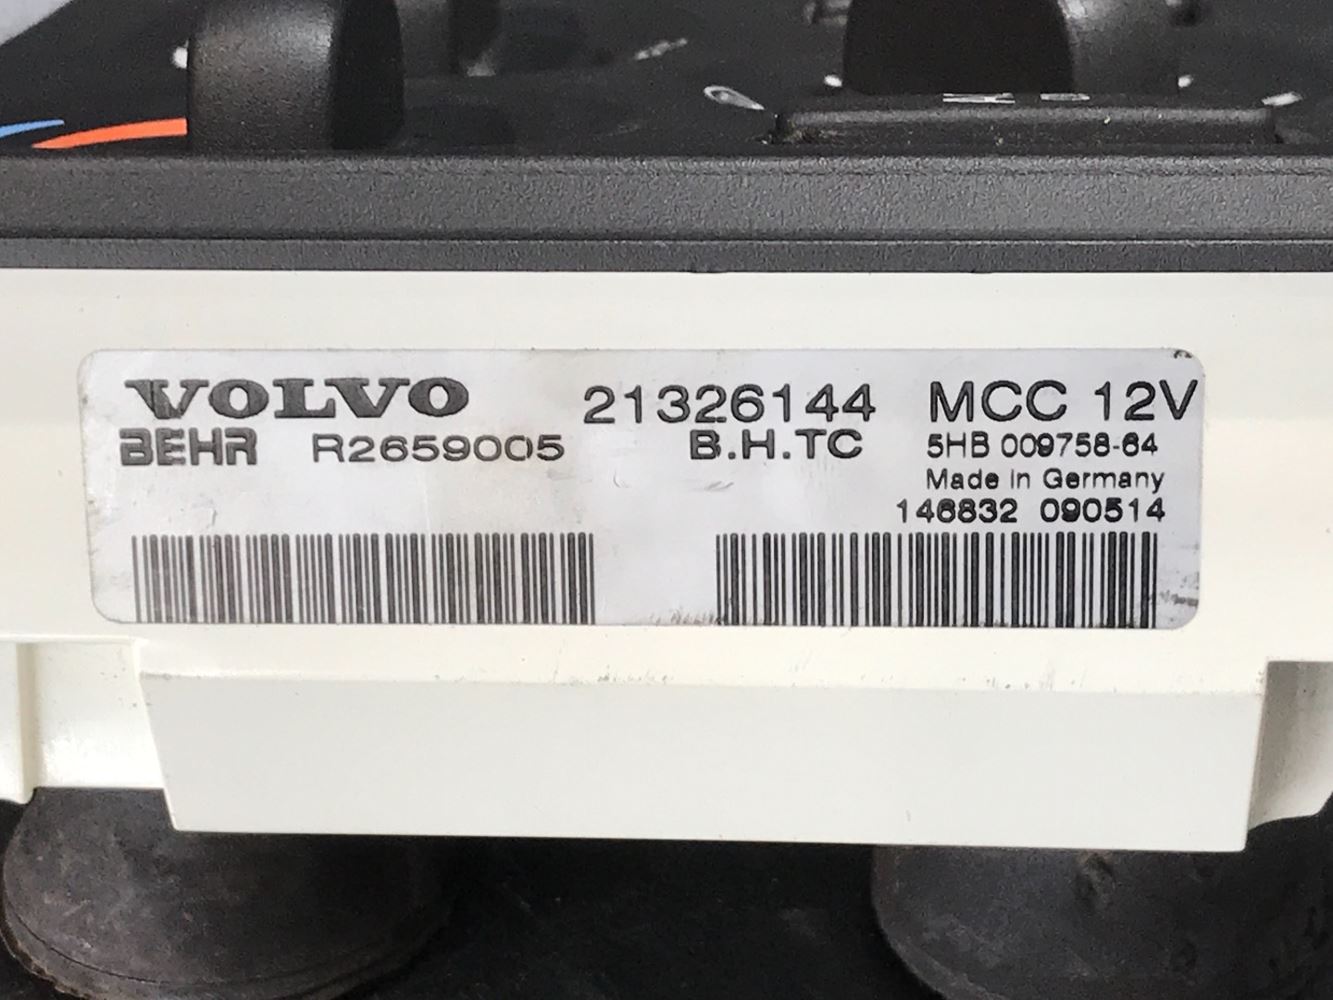 VOLVO 21326144 MCC 12V
BEHR R2659005 B.H.TC 5HB 009758-64
Made in Germany
146832 090514